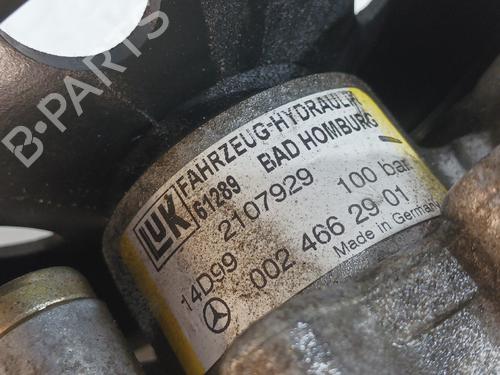 B-PARTS
LUK
FAHRZEUG-HYDRAULIK
61289 BAD HOMBURG
2107929 100 bar
14D99 002 466 29 01
Made in Germany